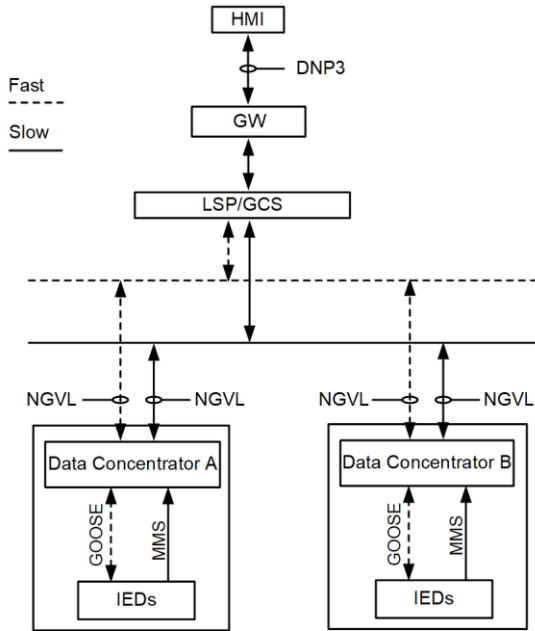 HMI
DNP3
Fast
GW
Slow
LSP/GCS
NGVL
NGVL
NGVL
NGVL
Data Concentrator A
Data Concentrator B
GOOSE
MMS
GOOSE
MMS
IEDs
IEDs